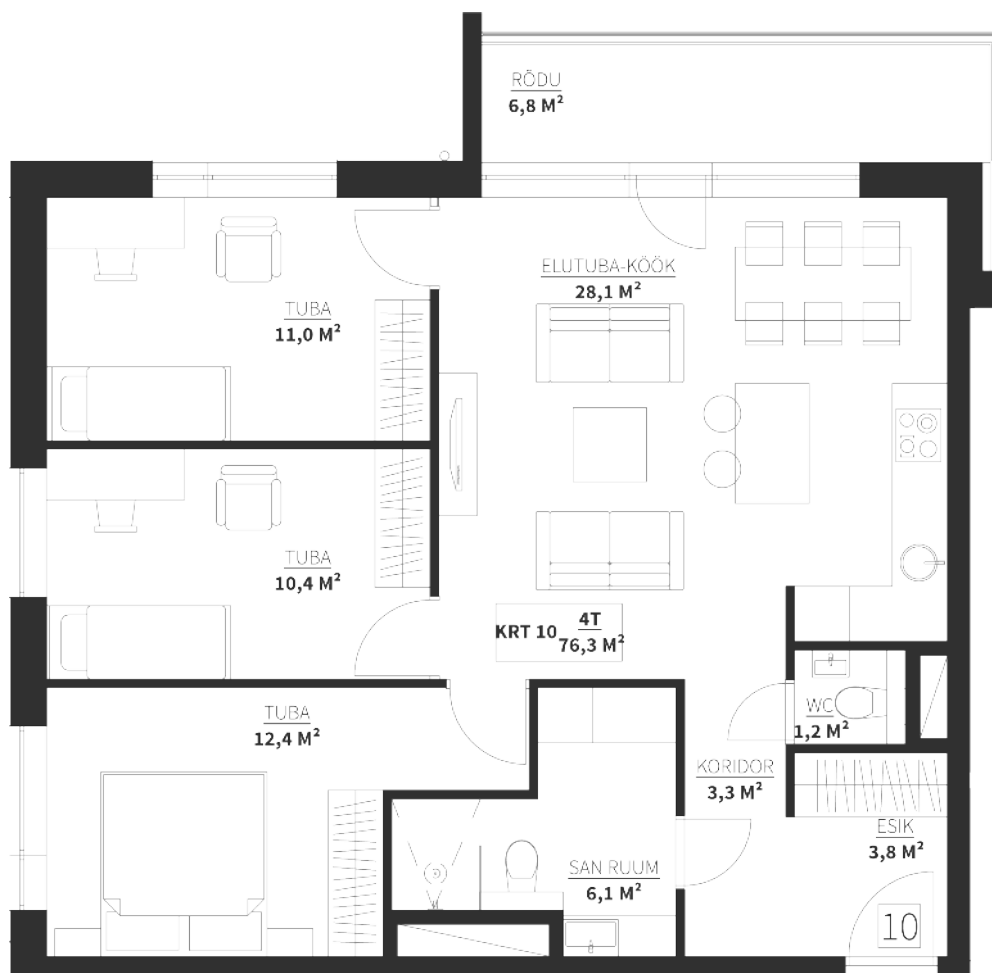 RÕDU
6,8 M²
ELUTUBA-KÖÖK
28,1 M²
TUBA
11,0 M²
TUBA
10,4 M²
KRT 10 4T
76,3 M²
TUBA
12,4 M²
WC
1,2 M²
KORIDOR
3,3 M²
ESIK
3,8 M²
SAN RUUM
6,1 M²
10